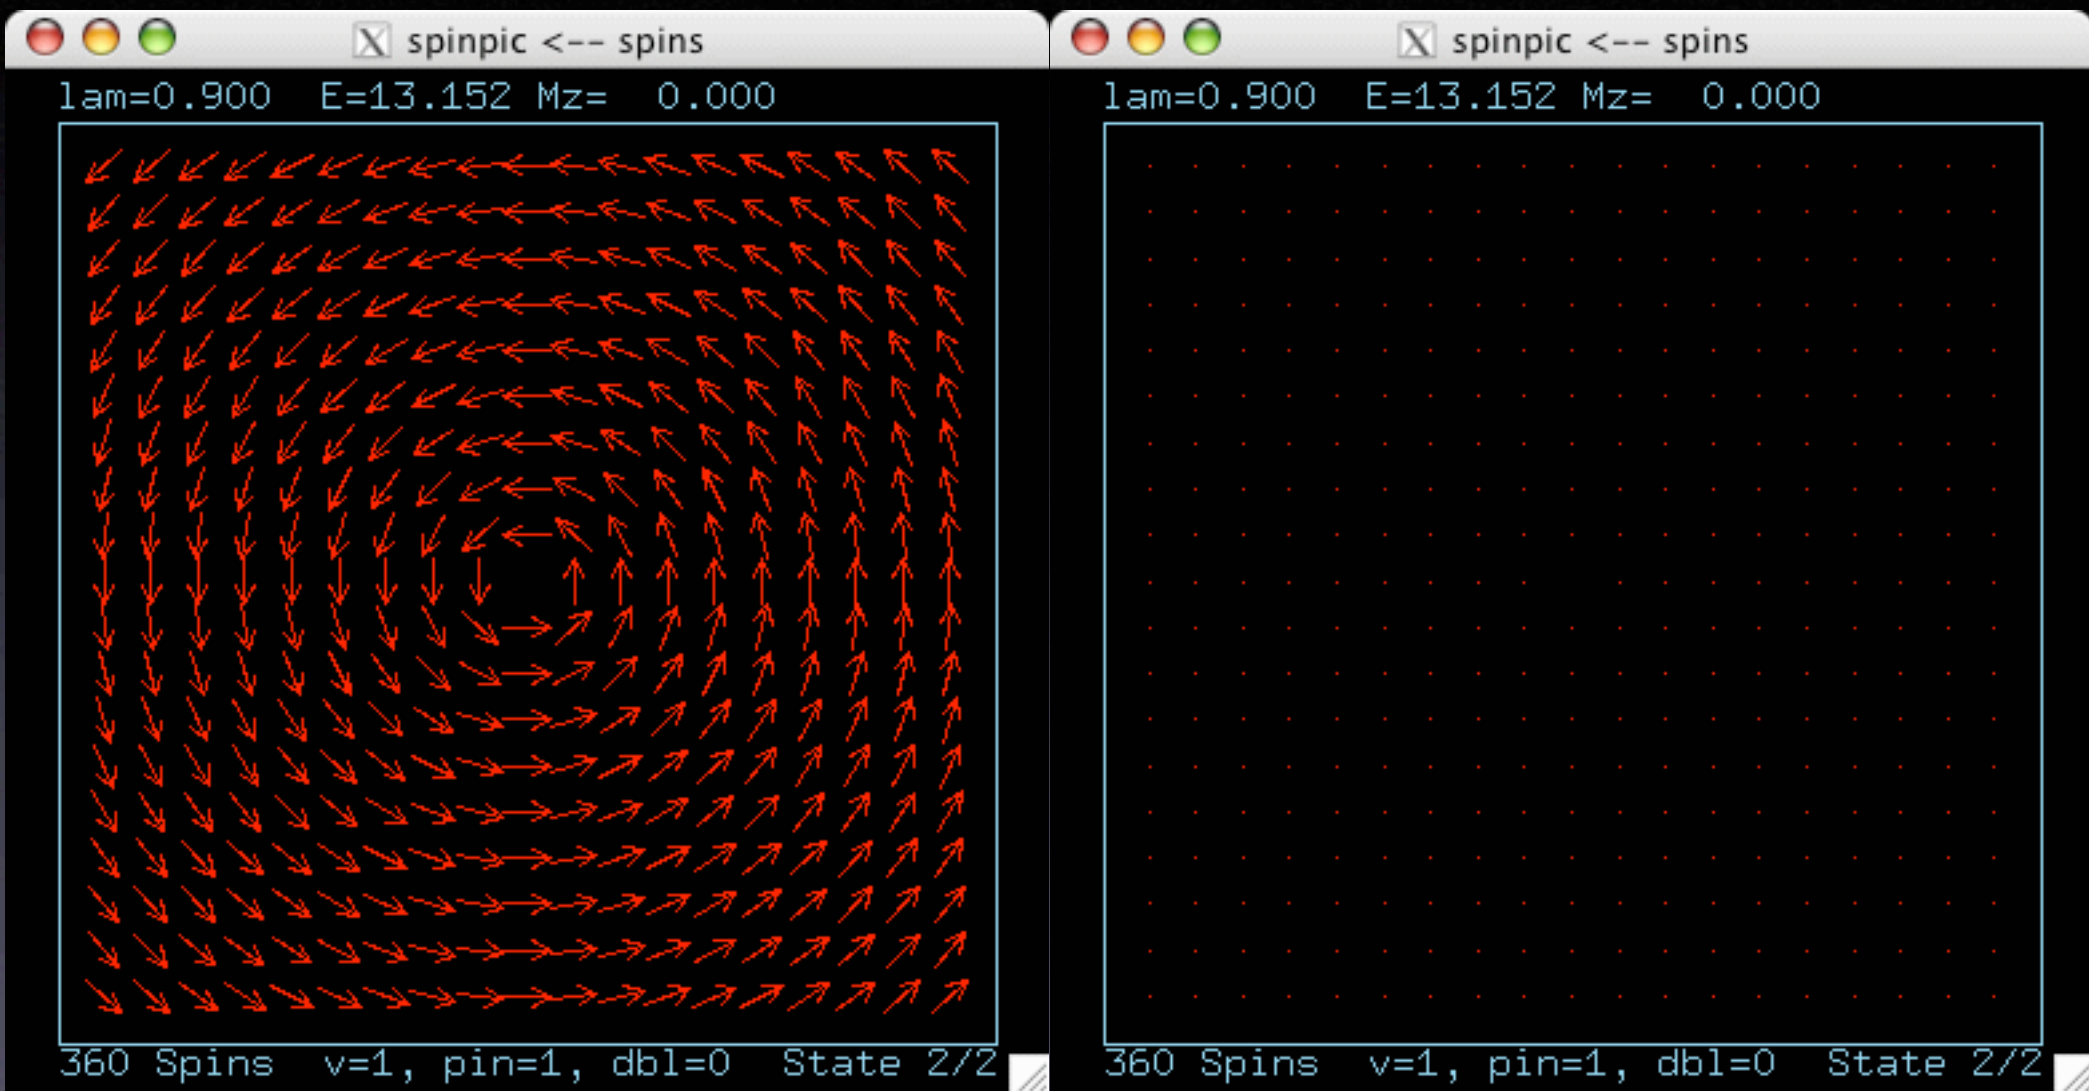 X spinpic <-- spins
lam=0.900 E=13.152 Mz= 0.000
360 Spins v=1, pin=1, dbl=0 State 2/2
X spinpic <-- spins
lam=0.900 E=13.152 Mz= 0.000
360 Spins v=1, pin=1, dbl=0 State 2/2